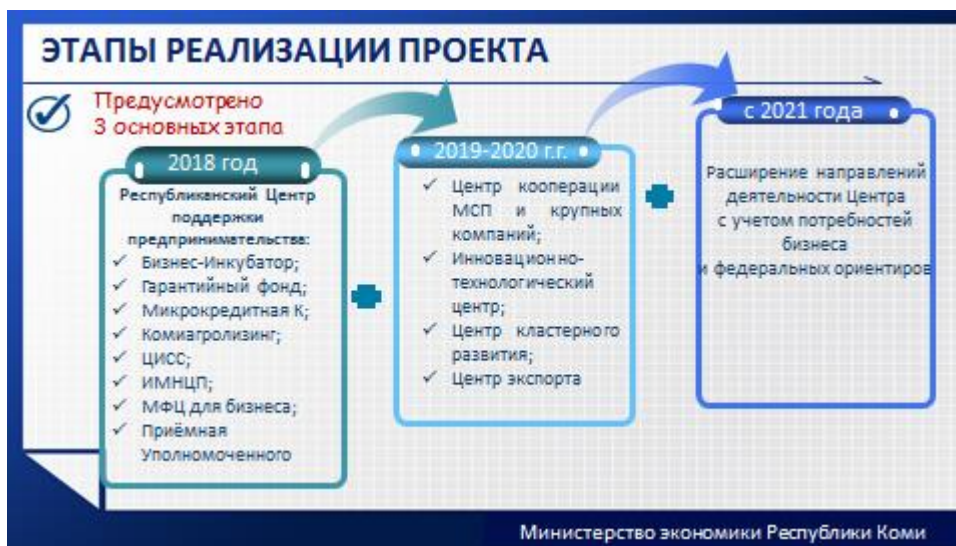 ЭТАПЫ РЕАЛИЗАЦИИ ПРОЕКТА
Предусмотрено
3 основных этапа
2018 год
Республиканский Центр
поддержки
предпринимательства:
✓ Бизнес-Инкубатор;
✓ Гарантийный фонд;
✓ Микрокредитная К;
✓ Комиагролизинг;
✓ ЦИСС;
✓ ИМНЦП;
✓ МФЦ для бизнеса;
✓ Приёмная
Уполномоченного
2019-2020 г.г.
✓ Центр кооперации
МСП и крупных
компаний;
✓ Инновационно-
технологический
центр;
✓ Центр кластерного
развития;
✓ Центр экспорта
с 2021 года
Расширение направлений
деятельности Центра
с учетом потребностей
бизнеса
и федеральных ориентиров
Министерство экономики Республики Коми